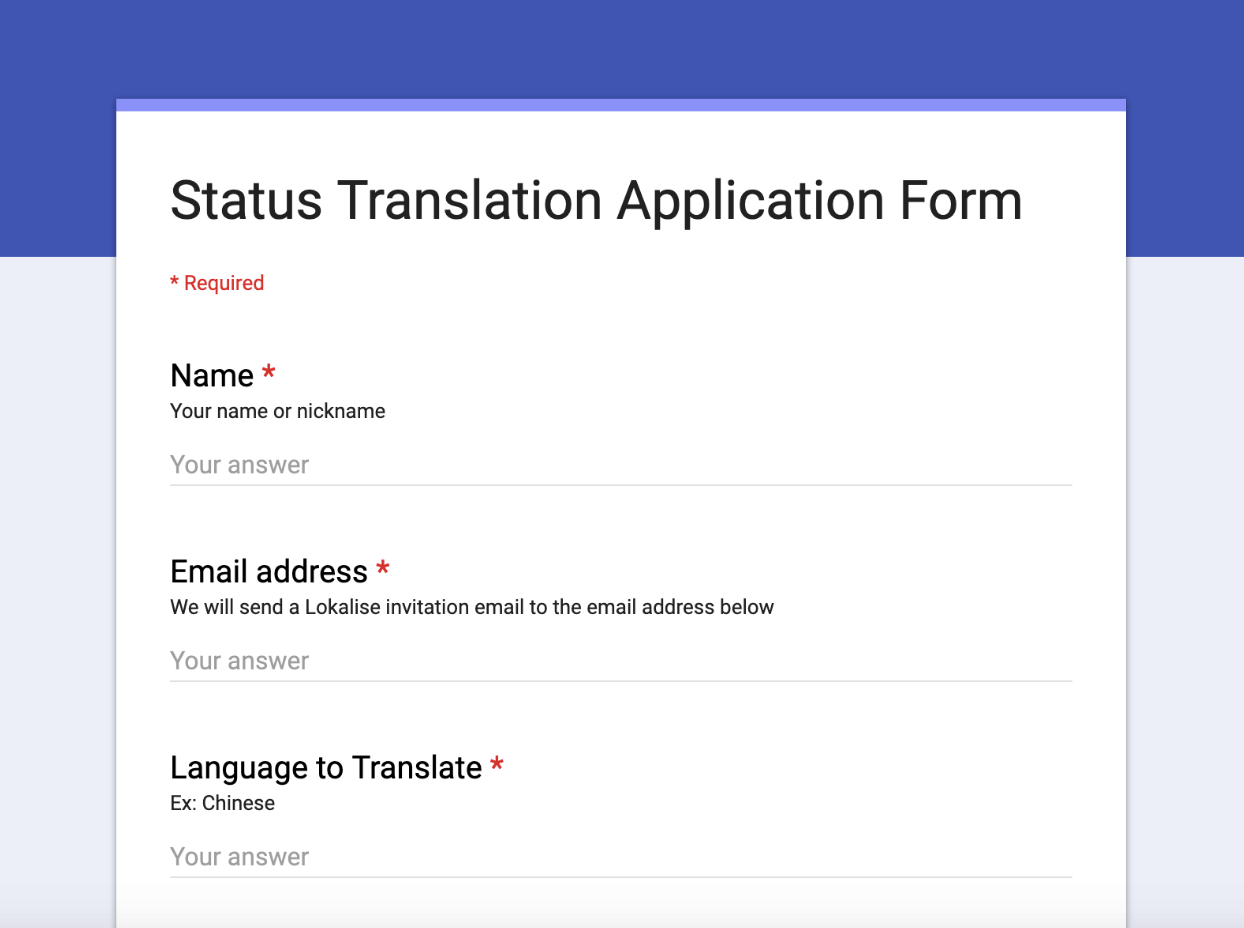 Status Translation Application Form
* Required
Name *
Your name or nickname
Your answer
Email address *
We will send a Lokalise invitation email to the email address below
Your answer
Language to Translate *
Ex: Chinese
Your answer